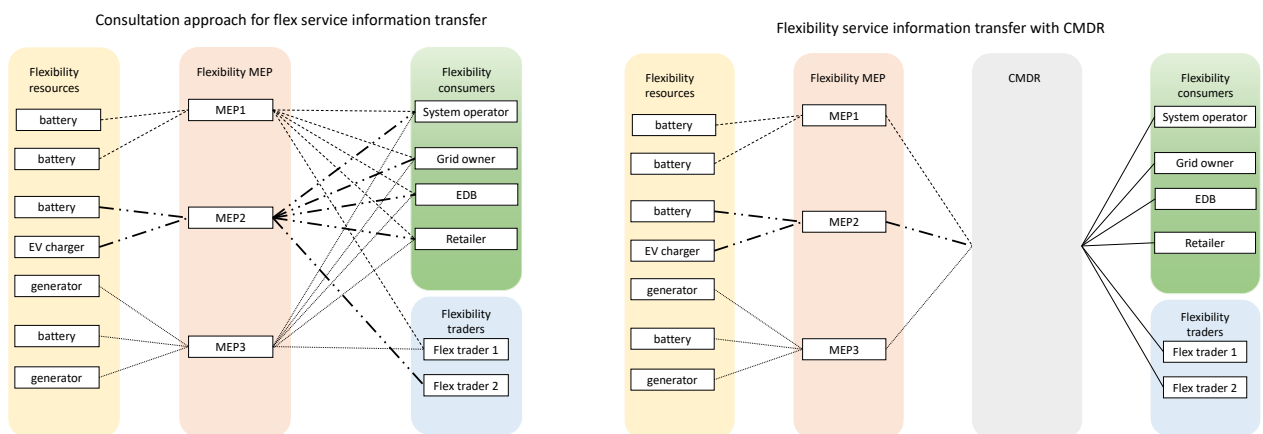 Consultation approach for flex service information transfer
Flexibility
resources
battery
battery
battery
EV charger
generator
battery
generator
Flexibility MEP
MEP1
MEP2
MEP3
Flexibility
consumers
System operator
Grid owner
EDB
Retailer
Flexibility
traders
Flex trader 1
Flex trader 2
Flexibility service information transfer with CMDR
Flexibility
resources
battery
battery
battery
EV charger
generator
battery
generator
Flexibility MEP
MEP1
MEP2
MEP3
CMDR
Flexibility
consumers
System operator
Grid owner
EDB
Retailer
Flexibility
traders
Flex trader 1
Flex trader 2